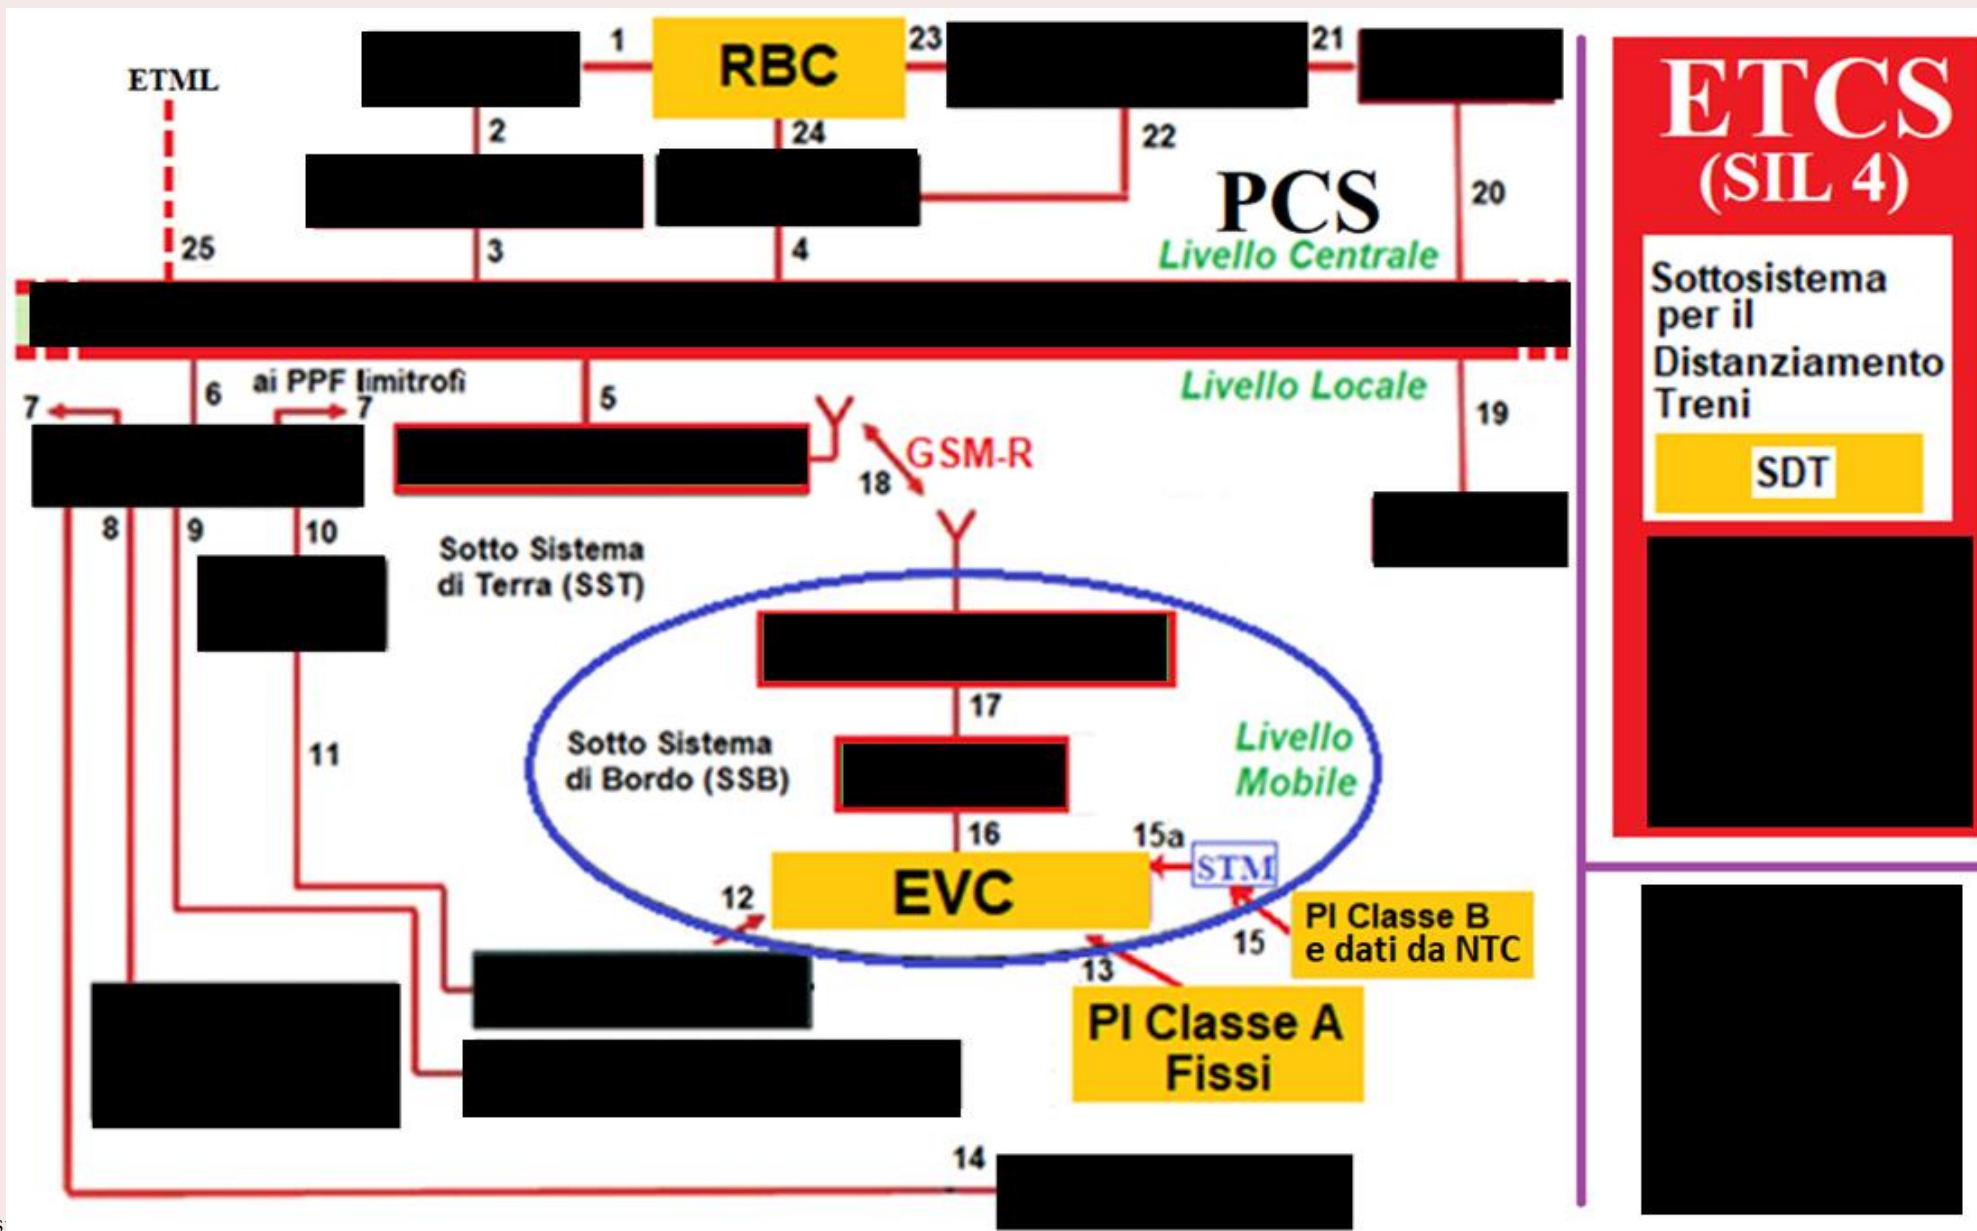 1
RBC
23
21
ETML
2
24
22
PCS
20
25
3
4
Livello Centrale
7
6
ai PPF limitrofi
7
5
Livello Locale
19
GSM-R
18
8
9
10
Sotto Sistema
di Terra (SST)
11
17
Sotto Sistema
di Bordo (SSB)
Livello
Mobile
16
15a
STM
12
EVC
PI Classe B
e dati da NTC
15
13
PI Classe A
Fissi
14
ETCS
(SIL 4)
Sottosistema
per il
Distanziamento
Treni
SDT
s